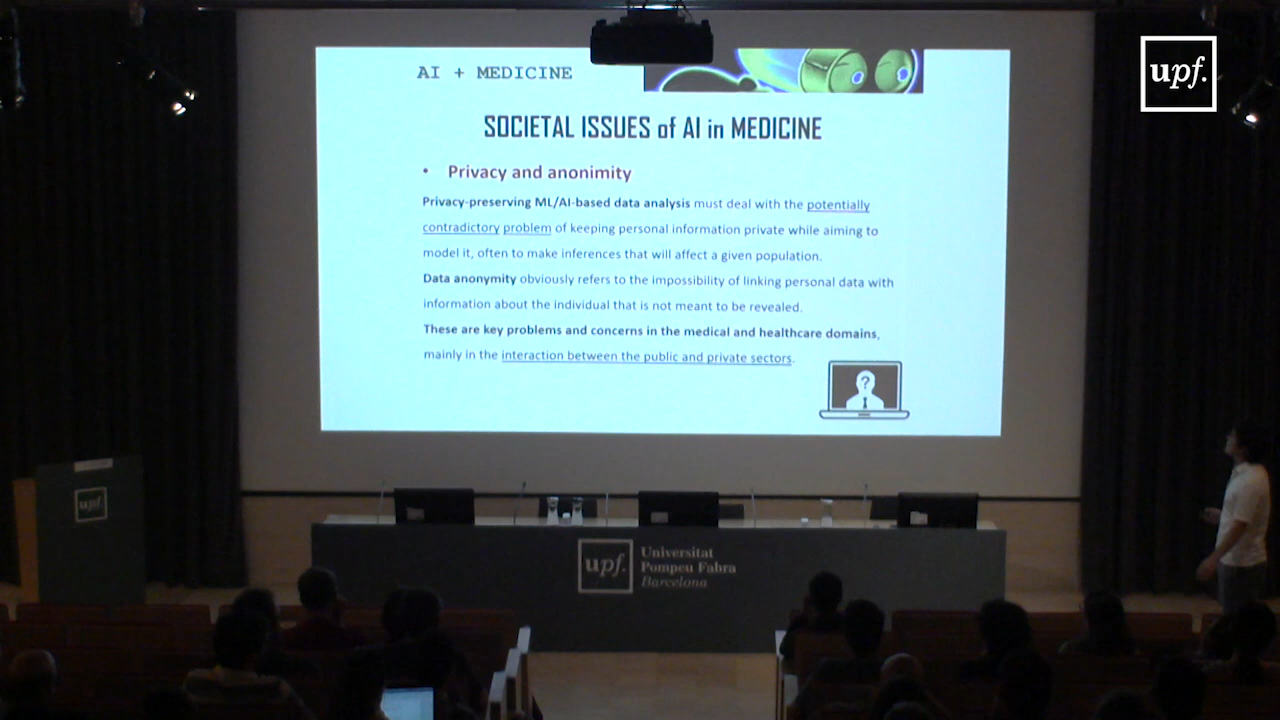 AI + MEDICINE
SOCIETAL ISSUES of AI in MEDICINE
• Privacy and anonimity
Privacy-preserving ML/AI-based data analysis must deal with the potentially
contradictory problem of keeping personal information private while aiming to
model it, often to make inferences that will affect a given population.
Data anonymity obviously refers to the impossibility of linking personal data with
information about the individual that is not meant to be revealed.
These are key problems and concerns in the medical and healthcare domains,
mainly in the interaction between the public and private sectors.
?
upf.
upf.
upf.
Universitat
Pompeu Fabra
Barcelona